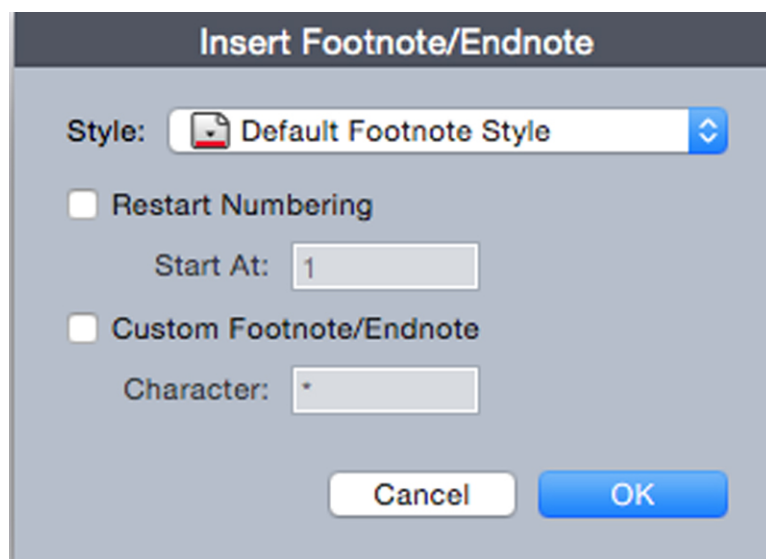 Insert Footnote/Endnote
Style: Default Footnote Style
Restart Numbering
Start At: 1
Custom Footnote/Endnote
Character: *
Cancel OK